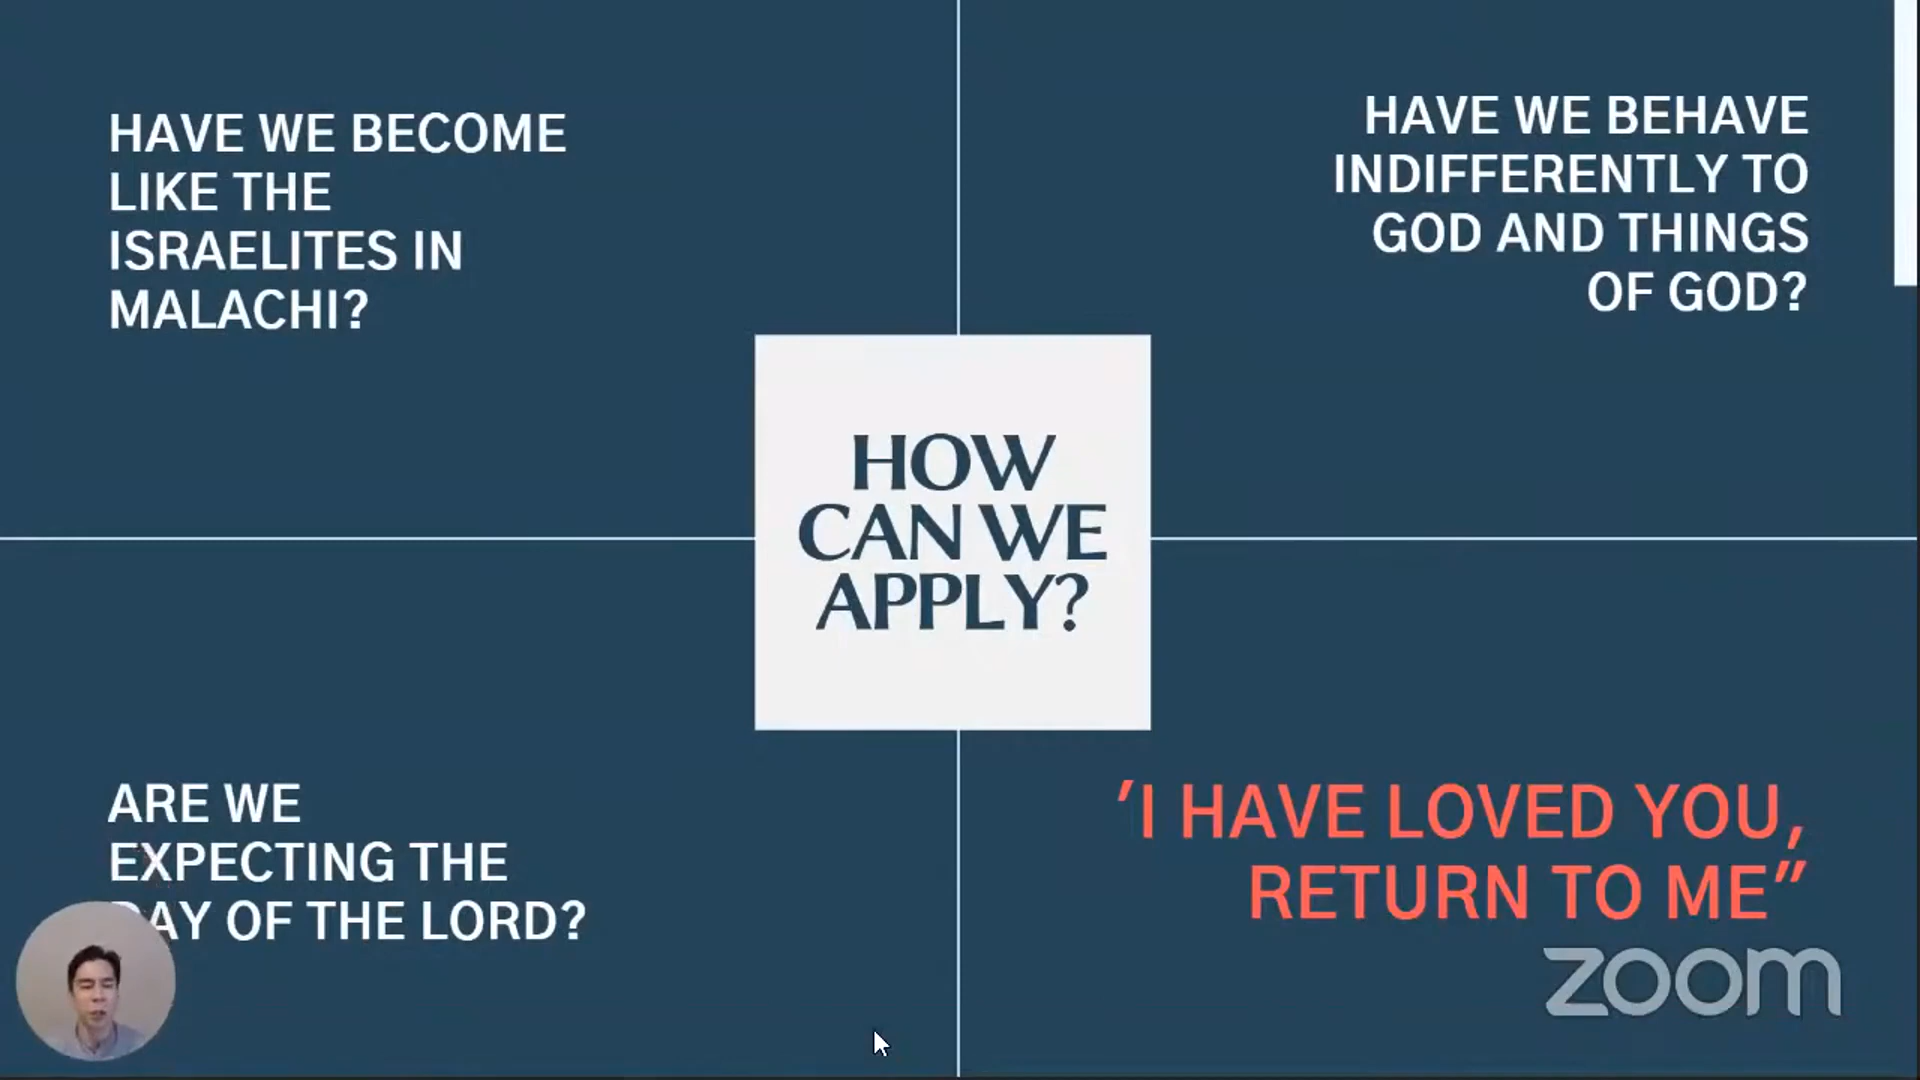 HAVE WE BECOME
LIKE THE
ISRAELITES IN
MALACHI?
HAVE WE BEHAVE
INDIFFERENTLY TO
GOD AND THINGS
OF GOD?
HOW
CAN WE
APPLY?
ARE WE
EXPECTING THE
DAY OF THE LORD?
'I HAVE LOVED YOU,
RETURN TO ME"
zoom